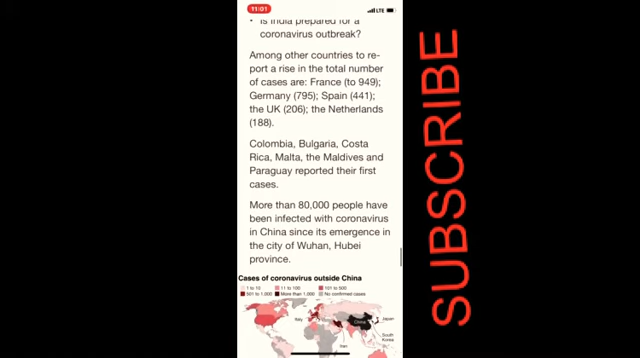 11:01
LTE
Is India prepared for a
coronavirus outbreak?
Among other countries to re-
port a rise in the total number
of cases are: France (to 949);
Germany (795); Spain (441);
the UK (206); the Netherlands
(188).
Colombia, Bulgaria, Costa
Rica, Malta, the Maldives and
Paraguay reported their first
cases.
More than 80,000 people have
been infected with coronavirus
in China since its emergence in
the city of Wuhan, Hubei
province.
Cases of coronavirus outside China
1 to 10 11 to 100 101 to 500
501 to 1,000 More than 1,000 No confirmed cases
Italy China Japan
South
Korea
Iran
SUBSCRIBE